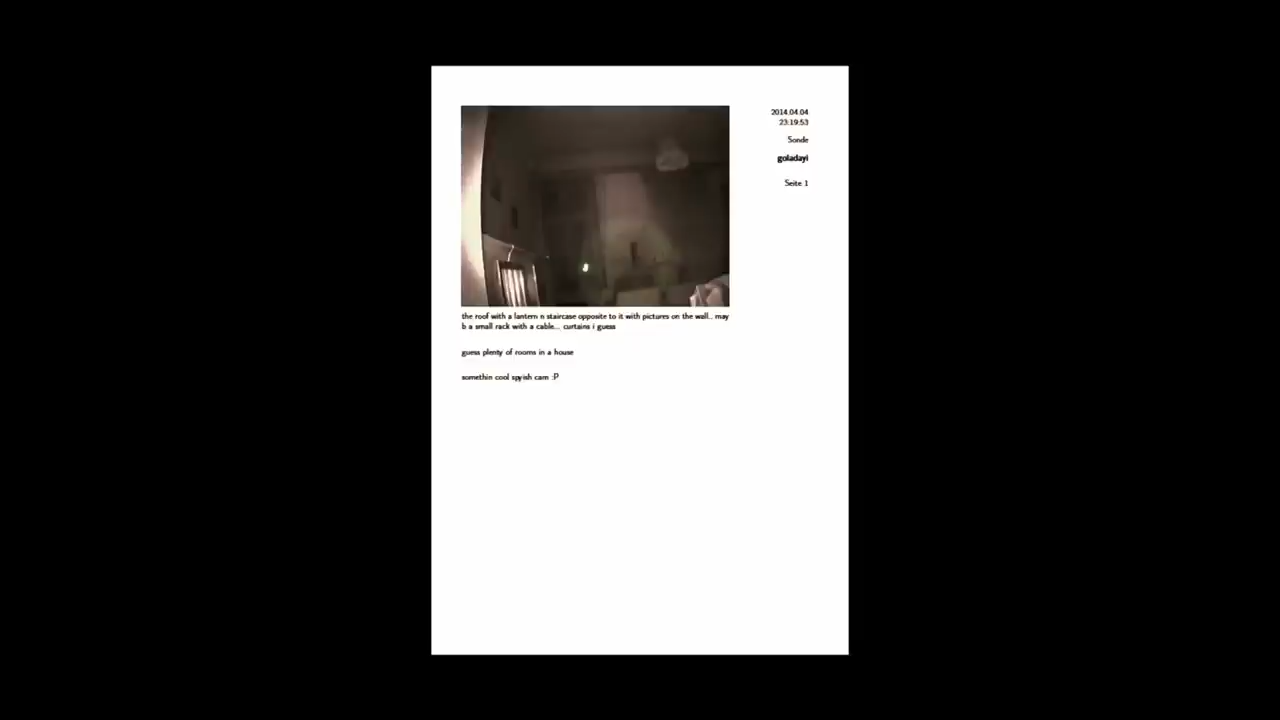 2014.04.04
23:19:53
Sonde
goladayi
Seite 1
the roof with a lantern n staircase opposite to it with pictures on the wall.. may
b a small rack with a cable... curtains i guess
guess plenty of rooms in a house
somethin cool spyish cam :P